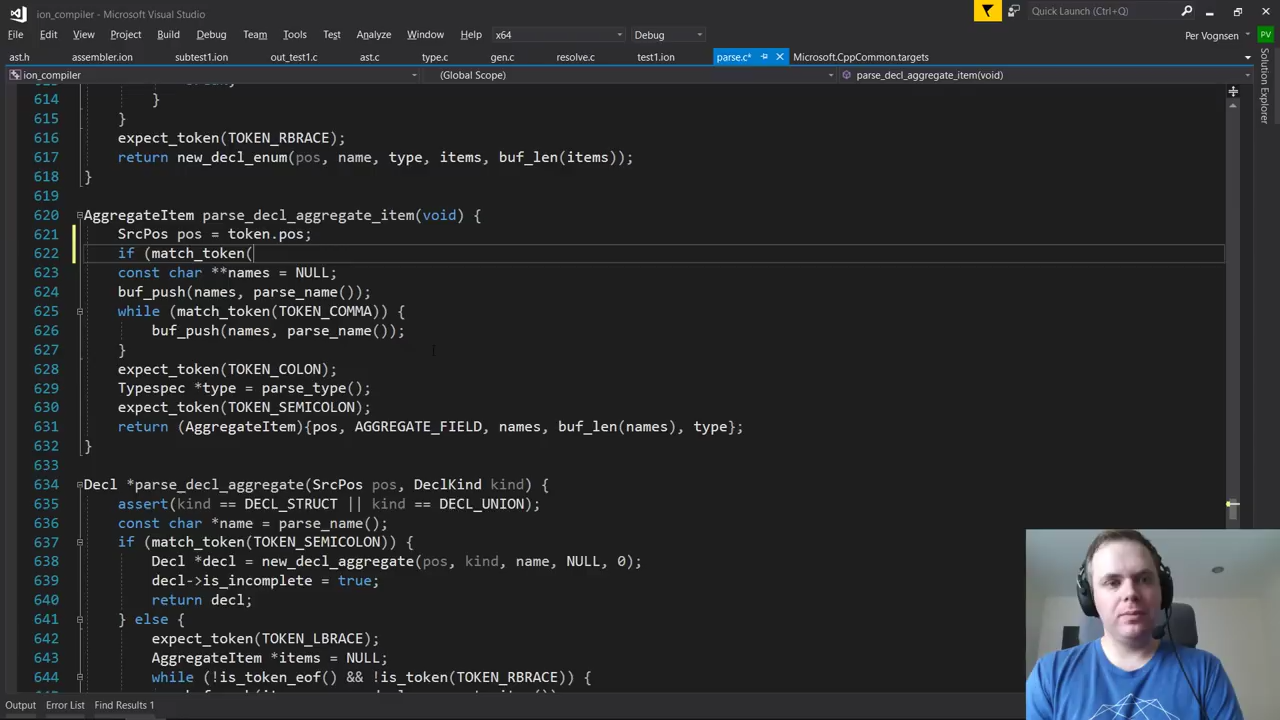 ion_compiler - Microsoft Visual Studio
Quick Launch (Ctrl+Q)
File Edit View Project Build Debug Team Tools Test Analyze Window Help x64 Debug
Per Vognsen PV
ast.h assembler.ion subtest1.ion out_test1.c ast.c type.c gen.c resolve.c test1.ion parse.c* Microsoft.CppCommon.targets
ion_compiler (Global Scope) parse_decl_aggregate_item(void)
Solution Explorer
614 }
615 }
616 expect_token(TOKEN_RBRACE);
617 return new_decl_enum(pos, name, type, items, buf_len(items));
618 }
619
620 AggregateItem parse_decl_aggregate_item(void) {
621 SrcPos pos = token.pos;
622 if (match_token(
623 const char **names = NULL;
624 buf_push(names, parse_name());
625 while (match_token(TOKEN_COMMA)) {
626 buf_push(names, parse_name());
627 }
628 expect_token(TOKEN_COLON);
629 Typespec *type = parse_type();
630 expect_token(TOKEN_SEMICOLON);
631 return (AggregateItem){pos, AGGREGATE_FIELD, names, buf_len(names), type};
632 }
633
634 Decl *parse_decl_aggregate(SrcPos pos, DeclKind kind) {
635 assert(kind == DECL_STRUCT || kind == DECL_UNION);
636 const char *name = parse_name();
637 if (match_token(TOKEN_SEMICOLON)) {
638 Decl *decl = new_decl_aggregate(pos, kind, name, NULL, 0);
639 decl->is_incomplete = true;
640 return decl;
641 } else {
642 expect_token(TOKEN_LBRACE);
643 AggregateItem *items = NULL;
644 while (!is_token_eof() && !is_token(TOKEN_RBRACE)) {
Output Error List Find Results 1